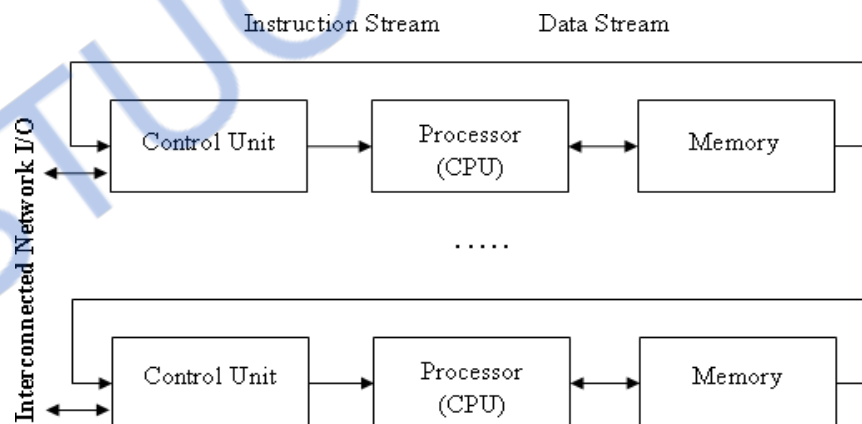 Instruction Stream Data Stream
Interconnected Network I/O
Control Unit
Processor
(CPU)
Memory
.....
Control Unit
Processor
(CPU)
Memory